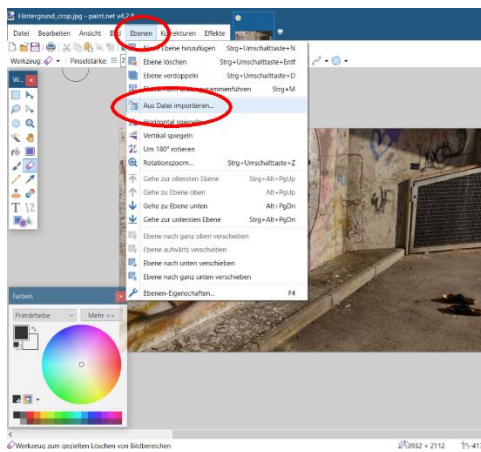 Hintergrund_crop.jpg - paint.net v4.2.8
Datei Bearbeiten Ansicht Bild Ebenen Korrekturen Effekte
Werkzeug: Pinselstärke:
Neue Ebene hinzufügen Strg+Umschalttaste+N
Ebene löschen Strg+Umschalttaste+Entf
Ebene verdoppeln Strg+Umschalttaste+D
Strg+M
Aus Datei importieren...
Horizontal spiegeln
Vertikal spiegeln
Um 180° rotieren
Rotationszoom... Strg+Umschalttaste+Z
Gehe zur obersten Ebene Strg+Alt+PgUp
Gehe zu Ebene oben Alt+PgUp
Gehe zu Ebene unten Alt+PgDn
Gehe zur untersten Ebene Strg+Alt+PgDn
Ebene nach ganz oben verschieben
Ebene aufwärts verschieben
Ebene nach unten verschieben
Ebene nach ganz unten verschieben
Ebenen-Eigenschaften... F4
W...
Farben
Primärfarbe Mehr >>
Werkzeug zum gezielten Löschen von Bildbereichen 3932 × 2112